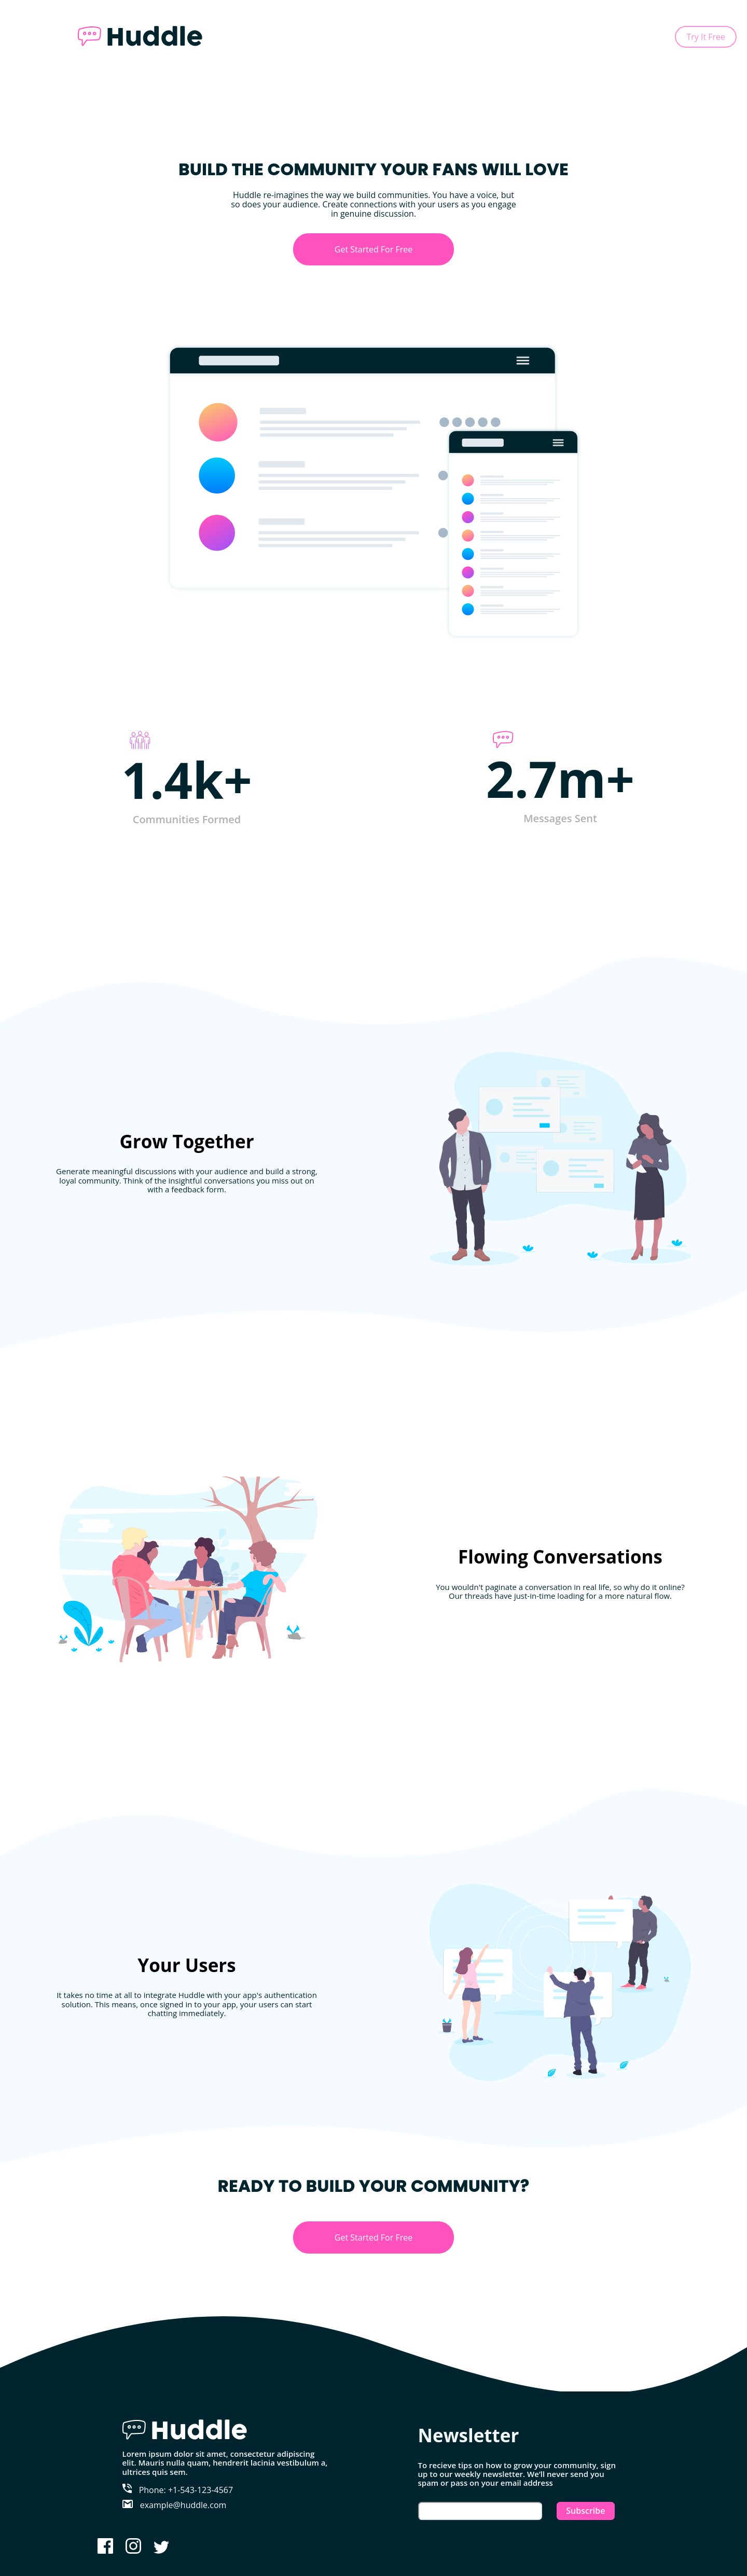 Huddle
Try It Free
BUILD THE COMMUNITY YOUR FANS WILL LOVE
Huddle re-imagines the way we build communities. You have a voice, but
so does your audience. Create connections with your users as you engage
in genuine discussion.
Get Started For Free
1.4k+
Communities Formed
2.7m+
Messages Sent
Grow Together
Generate meaningful discussions with your audience and build a strong,
loyal community. Think of the insightful conversations you miss out on
with a feedback form.
Flowing Conversations
You wouldn't paginate a conversation in real life, so why do it online?
Our threads have just-in-time loading for a more natural flow.
Your Users
It takes no time at all to integrate Huddle with your app's authentication
solution. This means, once signed in to your app, your users can start
chatting immediately.
READY TO BUILD YOUR COMMUNITY?
Get Started For Free
Huddle
Lorem ipsum dolor sit amet, consectetur adipiscing
elit. Mauris nulla quam, hendrerit lacinia vestibulum a,
ultrices quis sem.
Phone: +1-543-123-4567
example@huddle.com
Newsletter
To recieve tips on how to grow your community, sign
up to our weekly newsletter. We'll never send you
spam or pass on your email address
Subscribe